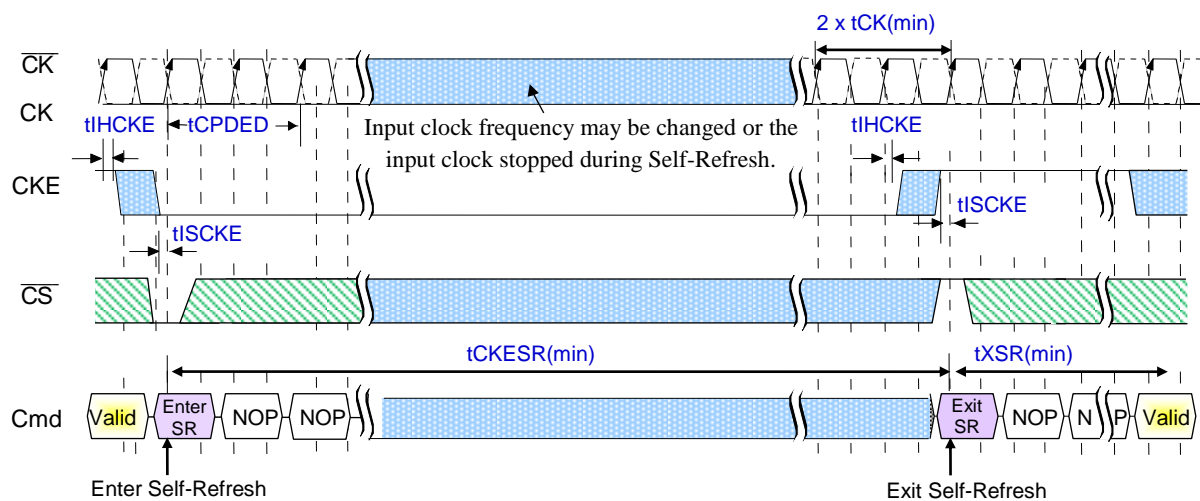 2 x tCK(min)
CK
CK
tIHCKE
tCPDED
Input clock frequency may be changed or the
input clock stopped during Self-Refresh.
tIHCKE
CKE
tISCKE
tISCKE
CS
tCKESR(min)
tXSR(min)
Cmd
Valid
Enter
SR
NOP
NOP
Exit
SR
NOP
N
P
Valid
Enter Self-Refresh
Exit Self-Refresh